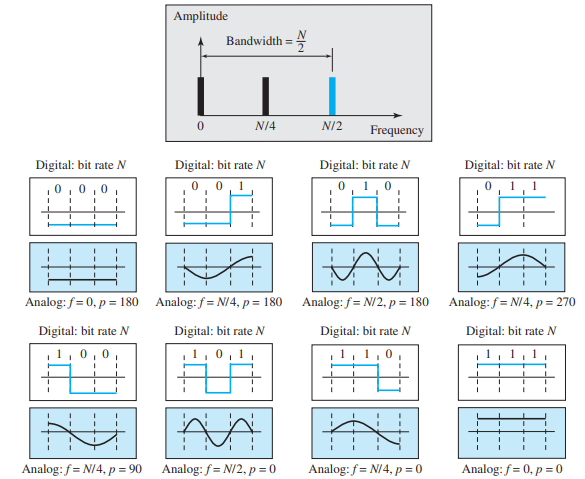 Amplitude
Bandwidth = N/2
0 N/4 N/2 Frequency
Digital: bit rate N Digital: bit rate N Digital: bit rate N Digital: bit rate N
0 0 0 0 0 1 0 1 0 0 1 1
Analog: f = 0, p = 180 Analog: f = N/4, p = 180 Analog: f = N/2, p = 180 Analog: f = N/4, p = 270
Digital: bit rate N Digital: bit rate N Digital: bit rate N Digital: bit rate N
1 0 0 1 0 1 1 1 0 1 1 1
Analog: f = N/4, p = 90 Analog: f = N/2, p = 0 Analog: f = N/4, p = 0 Analog: f = 0, p = 0